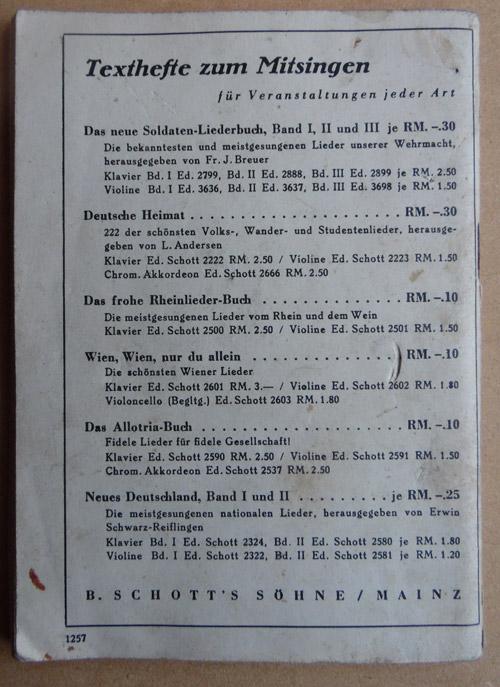 Texthefte zum Mitsingen
für Veranstaltungen jeder Art
Das neue Soldaten-Liederbuch, Band I, II und III je RM. -.30
Die bekanntesten und meistgesungenen Lieder unserer Wehrmacht,
herausgegeben von Fr. J. Breuer
Klavier Bd. I Ed. 2799, Bd. II Ed. 2888, Bd. III Ed. 2899 je RM. 2.50
Violine Bd. I Ed. 3636, Bd. II Ed. 3637, Bd. III Ed. 3698 je RM. 1.50
Deutsche Heimat . . . . . . . . . . . . . . . . . . . . RM. -.30
222 der schönsten Volks-, Wander- und Studentenlieder, herausge-
geben von L. Andersen
Klavier Ed. Schott 2222 RM. 2.50 / Violine Ed. Schott 2223 RM. 1.50
Chrom. Akkordeon Ed. Schott 2666 RM. 2.50
Das frohe Rheinlieder-Buch . . . . . . . . . . . . . RM. -.10
Die meistgesungenen Lieder vom Rhein und dem Wein
Klavier Ed. Schott 2500 RM. 2.50 / Violine Ed. Schott 2501 RM. 1.50
Wien, Wien, nur du allein . . . . . . . . . . . . . . RM. -.10
Die schönsten Wiener Lieder
Klavier Ed. Schott 2601 RM. 3.— / Violine Ed. Schott 2602 RM. 1.80
Violoncello (Begltg.) Ed. Schott 2603 RM. 1.80
Das Allotria-Buch . . . . . . . . . . . . . . . . . . . RM. -.10
Fidele Lieder für fidele Gesellschaft!
Klavier Ed. Schott 2590 RM. 2.50 / Violine Ed. Schott 2591 RM. 1.50
Chrom. Akkordeon Ed. Schott 2537 RM. 2.50
Neues Deutschland, Band I und II . . . . . . . . . je RM. -.25
Die meistgesungenen nationalen Lieder, herausgegeben von Erwin
Schwarz-Reiflingen
Klavier Bd. I Ed. Schott 2324, Bd. II Ed. Schott 2580 je RM. 1.80
Violine Bd. I Ed. Schott 2322, Bd. II Ed. Schott 2581 je RM. 1.20
B. SCHOTT'S SÖHNE / MAINZ
1257